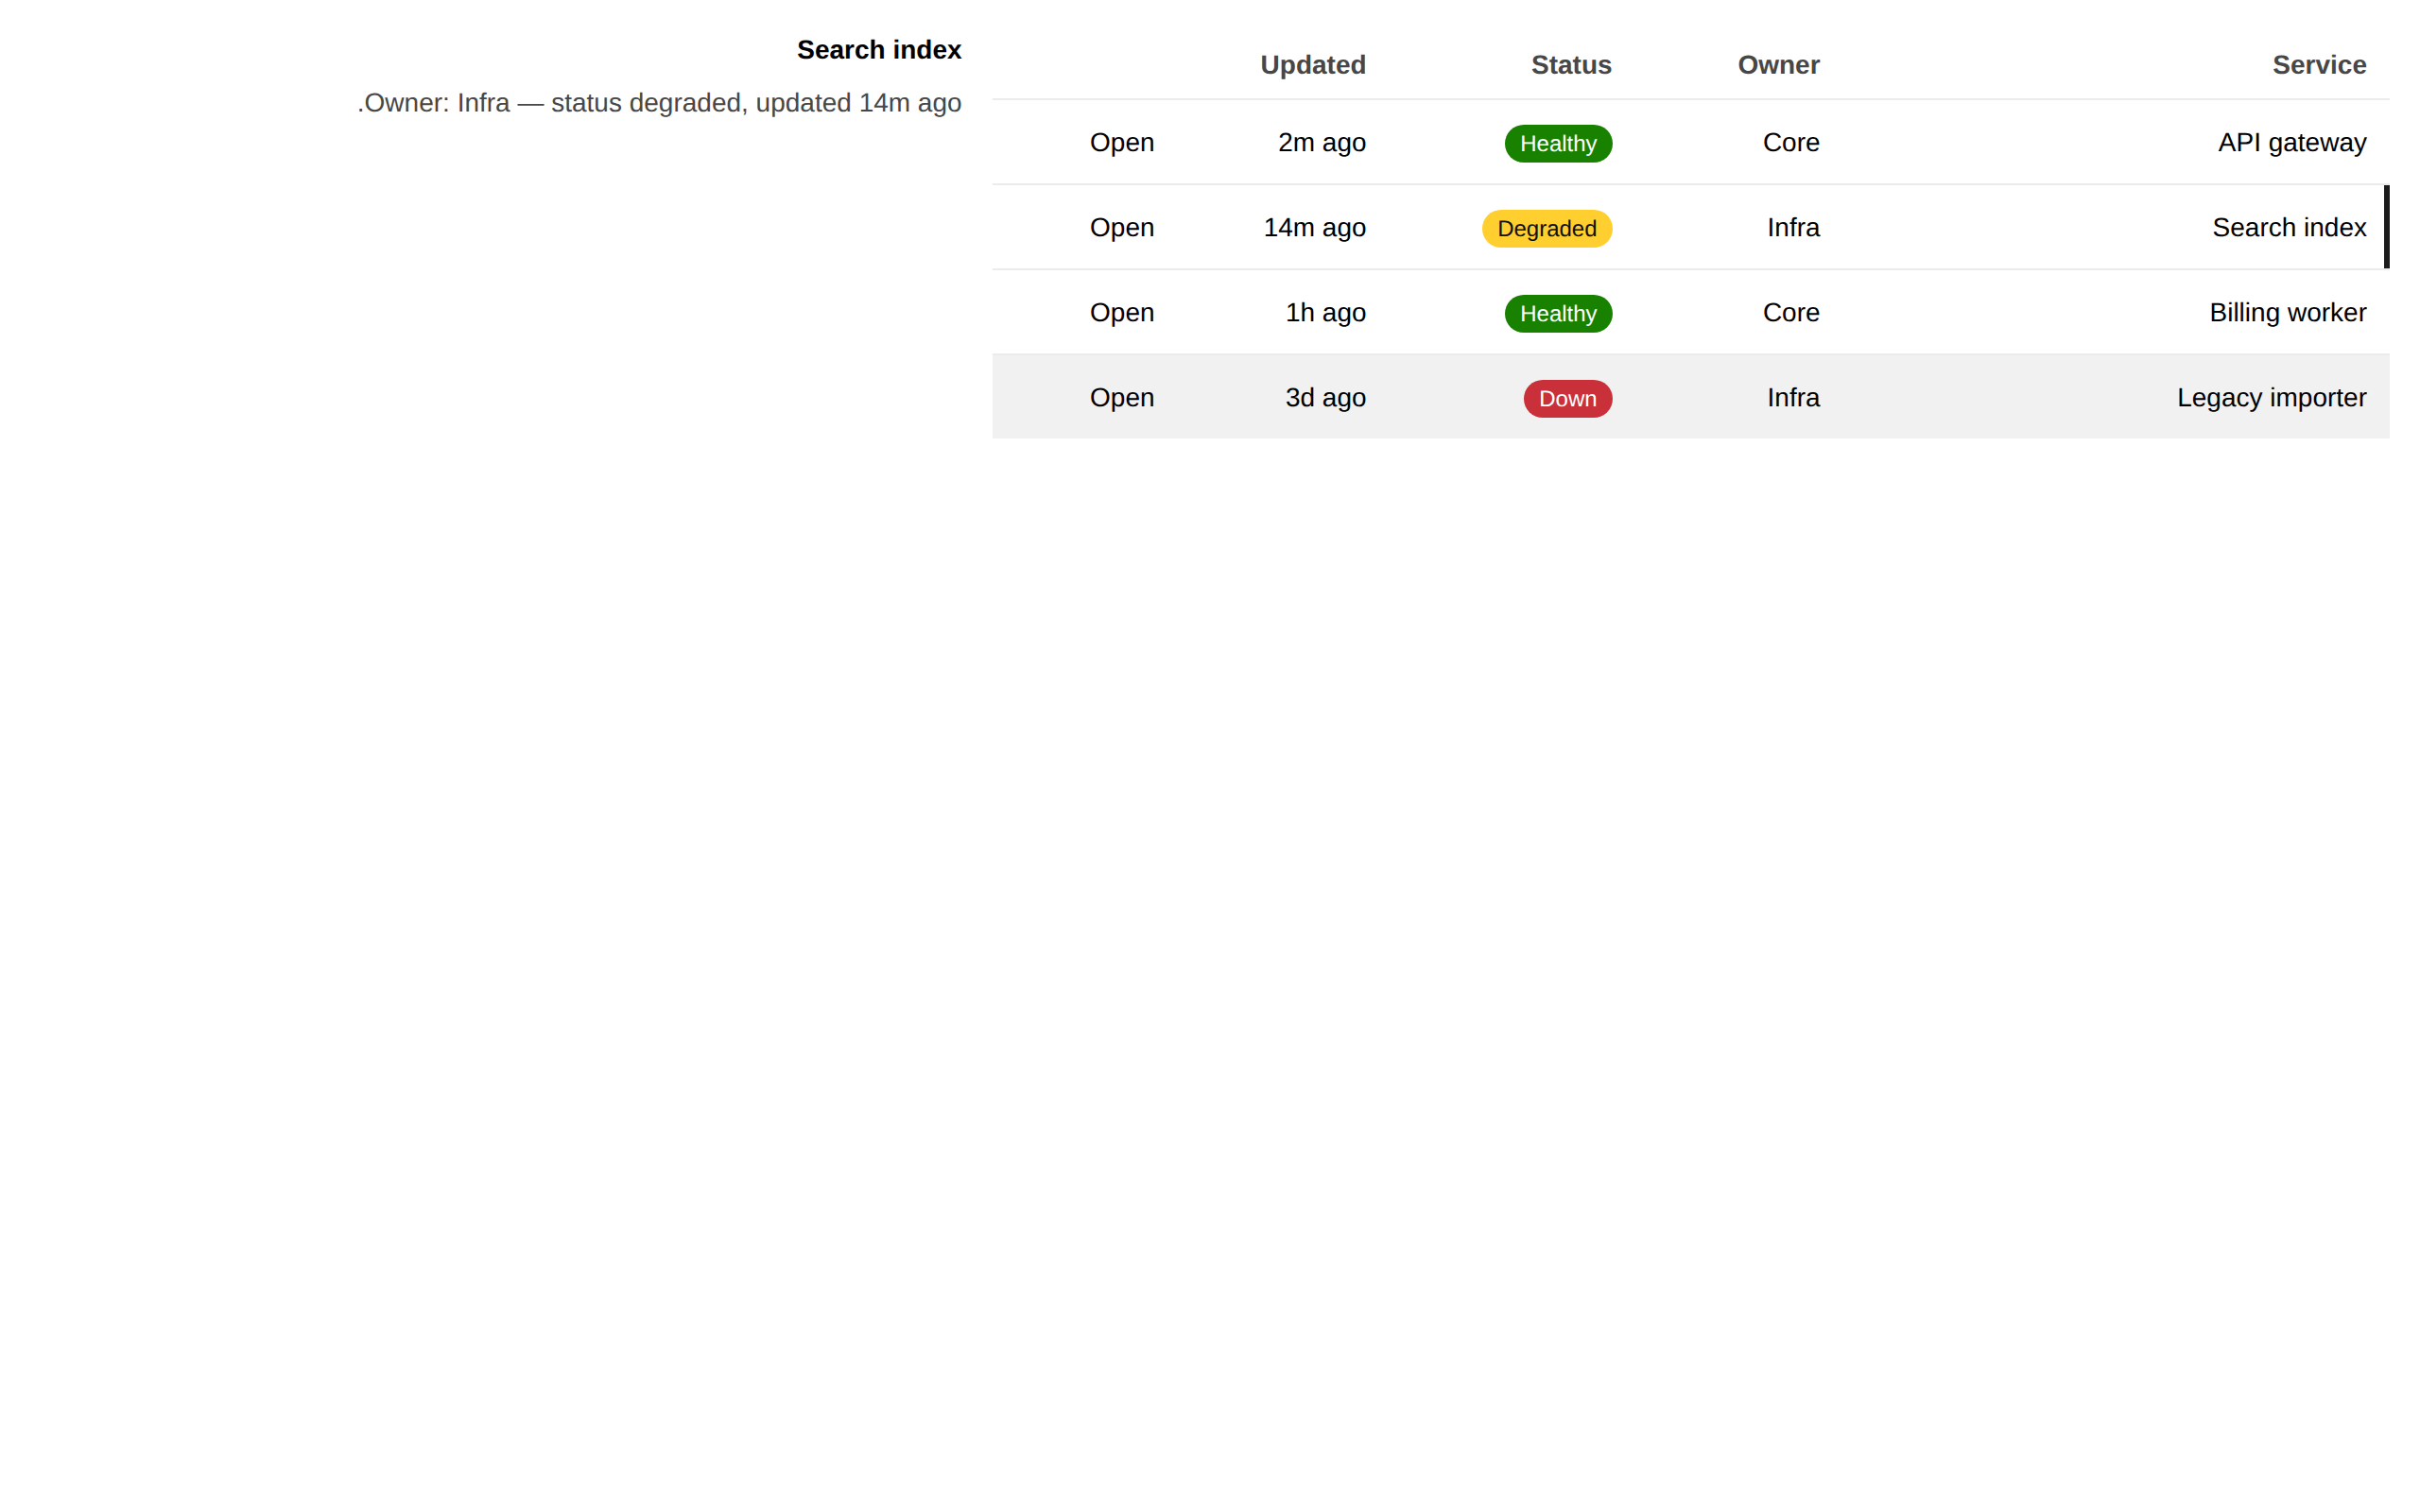 Service Owner Status Updated
API gateway Core Healthy 2m ago Open
Search index Infra Degraded 14m ago Open
Billing worker Core Healthy 1h ago Open
Legacy importer Infra Down 3d ago Open
Search index
.Owner: Infra — status degraded, updated 14m ago